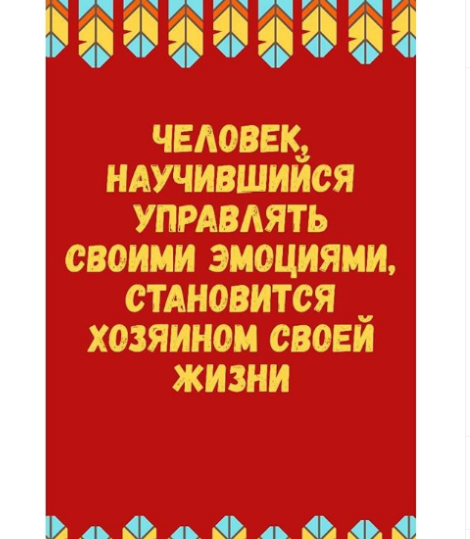 ЧЕЛОВЕК,
НАУЧИВШИЙСЯ
УПРАВЛЯТЬ
СВОИМИ ЭМОЦИЯМИ,
СТАНОВИТСЯ
ХОЗЯИНОМ СВОЕЙ
ЖИЗНИ